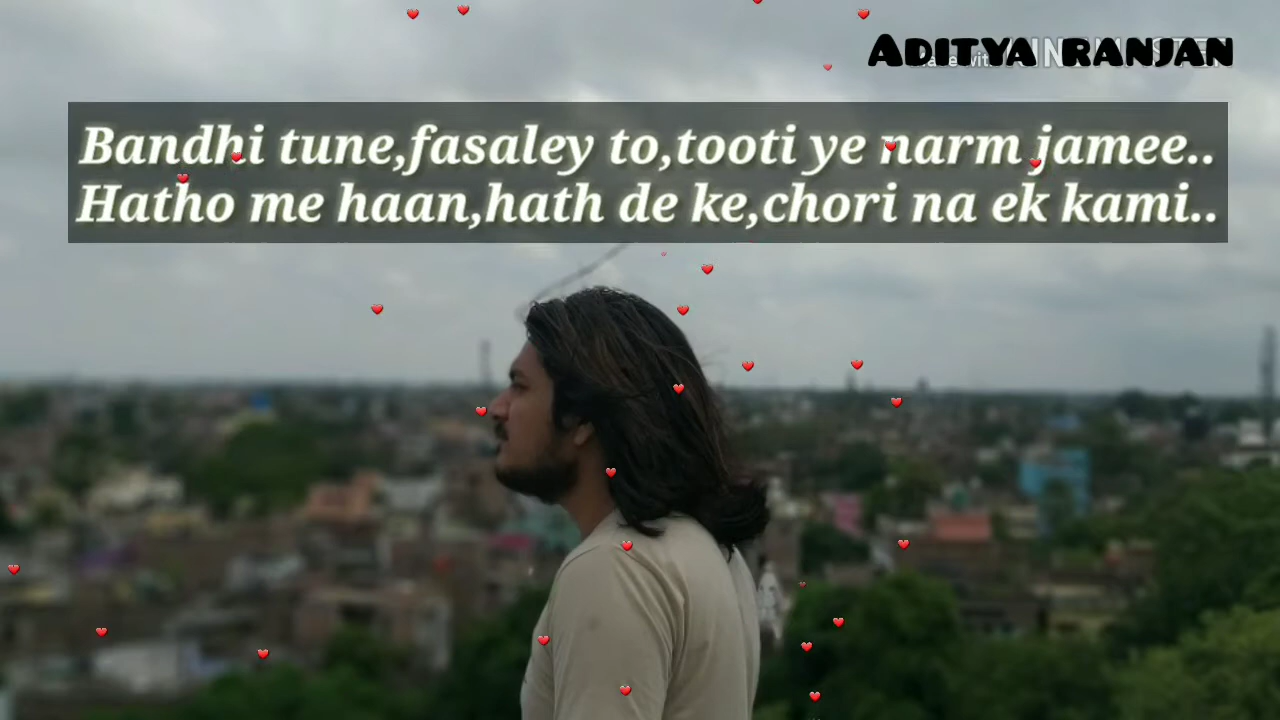 ADITYA RANJAN
Bandhi tune,fasaley to,tooti ye narm jamee..
Hatho me haan,hath de ke,chori na ek kami..